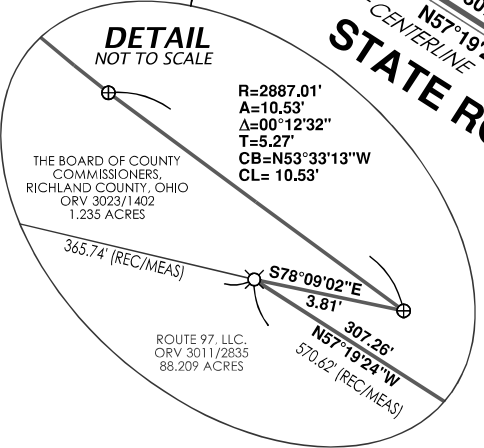 DETAIL
NOT TO SCALE
R=2887.01'
A=10.53'
Δ=00°12'32"
T=5.27'
CB=N53°33'13"W
CL= 10.53'
THE BOARD OF COUNTY
COMMISSIONERS,
RICHLAND COUNTY, OHIO
ORV 3023/1402
1.235 ACRES
365.74' (REC/MEAS)
S78°09'02"E
3.81'
307.26'
N57°19'24"W
570.62' (REC/MEAS)
ROUTE 97, LLC.
ORV 3011/2835
88.209 ACRES
N57°19'2
CENTERLINE
STATE